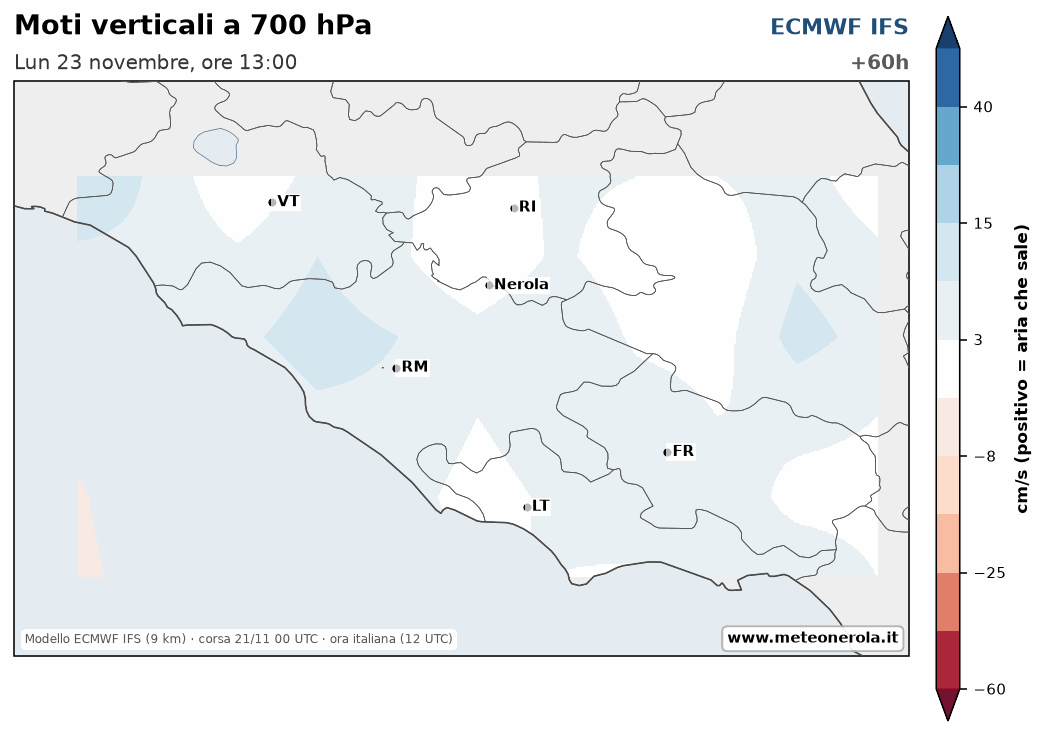 Moti verticali a 700 hPa
ECMWF IFS
Lun 23 novembre, ore 13:00
+60h
VT
RI
Nerola
RM
FR
LT
40
15
3
−8
−25
−60
cm/s (positivo = aria che sale)
Modello ECMWF IFS (9 km) · corsa 21/11 00 UTC · ora italiana (12 UTC)
www.meteonerola.it